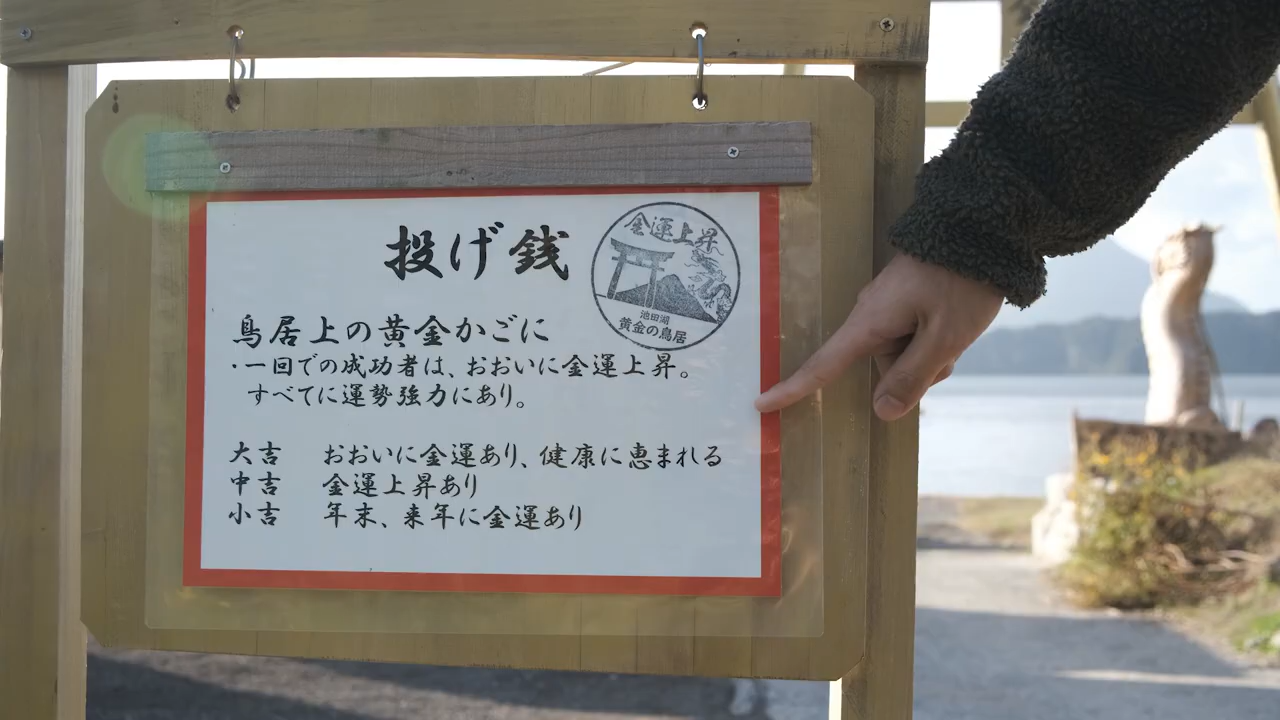 投げ銭
金運上昇
池田湖
黄金の鳥居
鳥居上の黄金かごに
・一回での成功者は、おおいに金運上昇。
すべてに運勢強力にあり。
大吉　おおいに金運あり、健康に恵まれる
中吉　金運上昇あり
小吉　年末、来年に金運あり